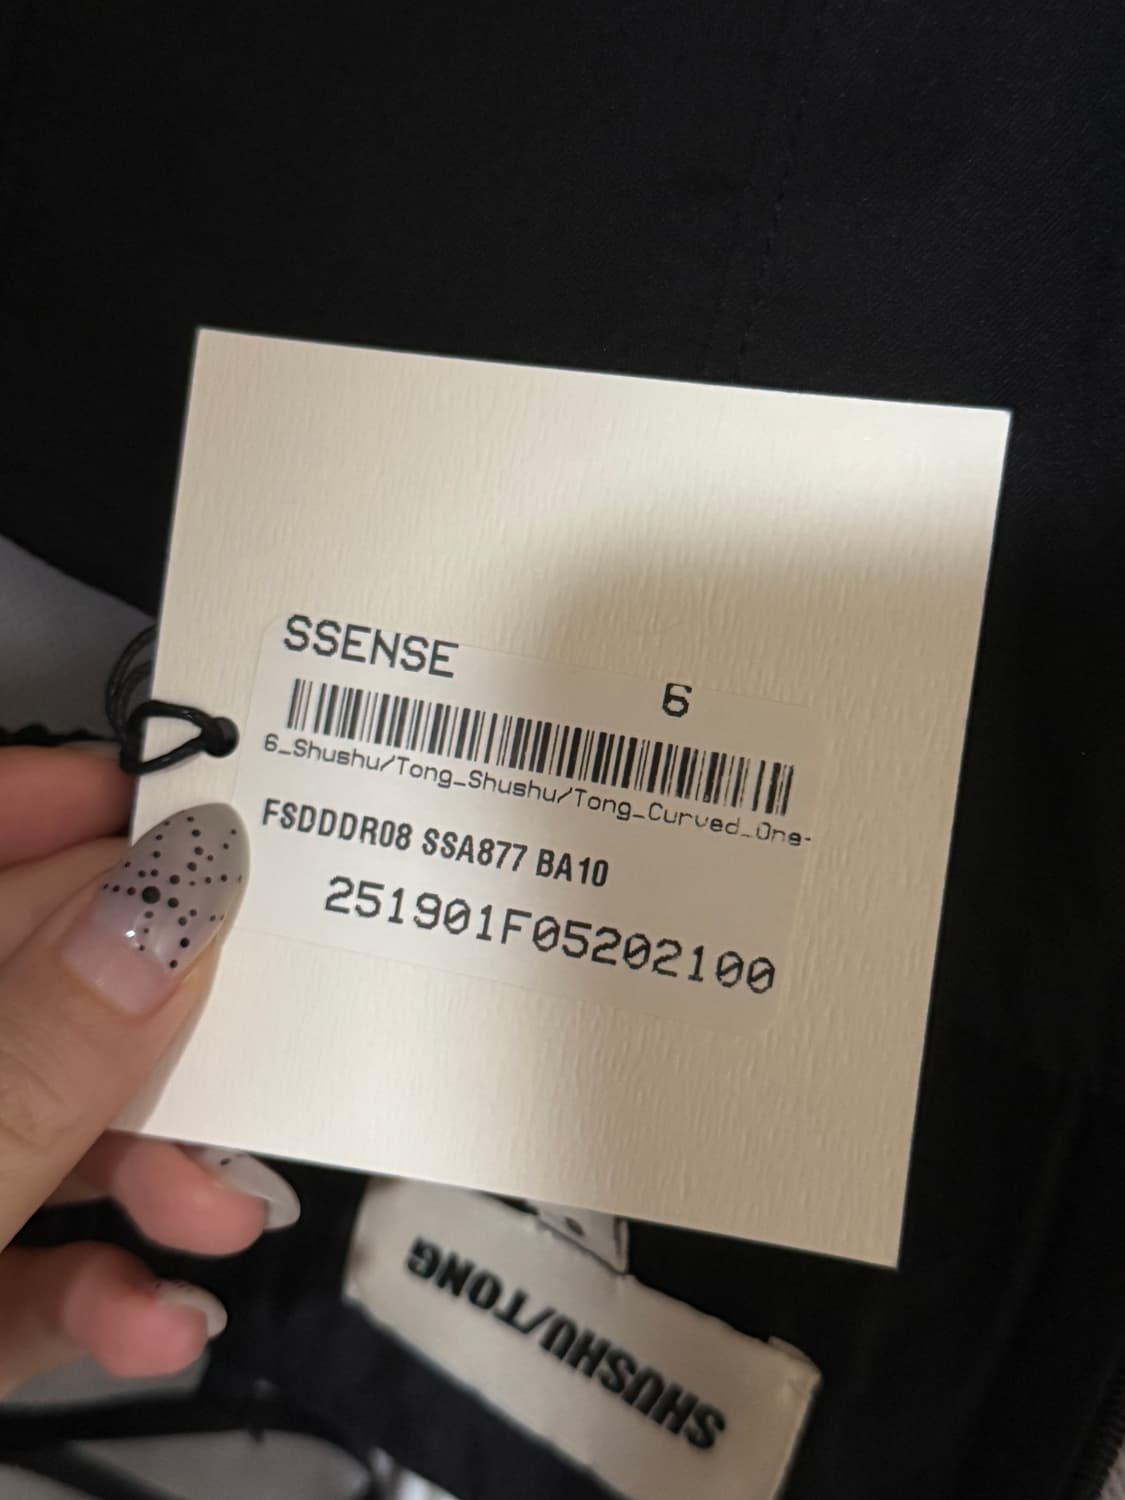 SSENSE
6
6_Shushu/Tong_Shushu/Tong_Curved_One-
FSDDDR08 SSA877 BA10
251901F05202100
SHUSHU/TONG